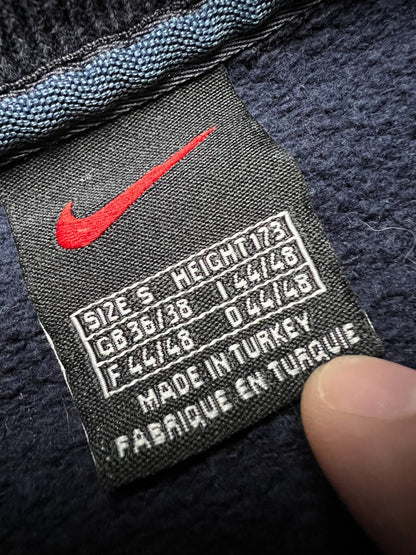 SIZE S HEIGHT 173
GB 36/38 I 44/48
F 44/48 D 44/48
MADE IN TURKEY
FABRIQUE EN TURQUIE